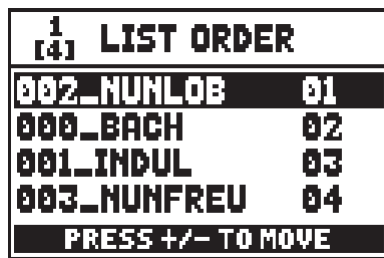 1
[4] LIST ORDER
002_NUNLOB 01
000_BACH 02
001_INDUL 03
003_NUNFREU 04
PRESS +/- TO MOVE